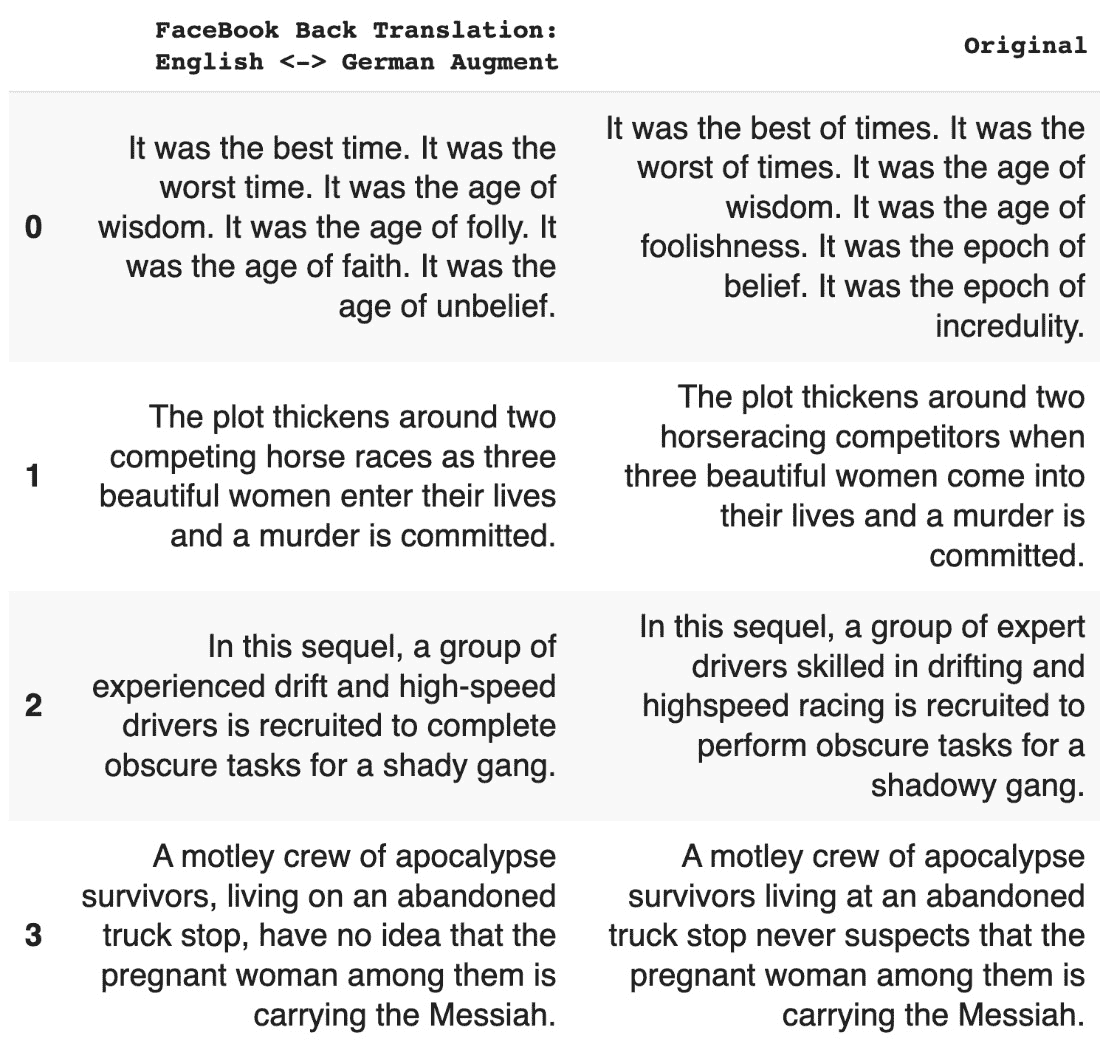 FaceBook Back Translation:
English <-> German Augment
Original
0
It was the best time. It was the
worst time. It was the age of
wisdom. It was the age of folly. It
was the age of faith. It was the
age of unbelief.
It was the best of times. It was the
worst of times. It was the age of
wisdom. It was the age of
foolishness. It was the epoch of
belief. It was the epoch of
incredulity.
1
The plot thickens around two
competing horse races as three
beautiful women enter their lives
and a murder is committed.
The plot thickens around two
horseracing competitors when
three beautiful women come into
their lives and a murder is
committed.
2
In this sequel, a group of
experienced drift and high-speed
drivers is recruited to complete
obscure tasks for a shady gang.
In this sequel, a group of expert
drivers skilled in drifting and
highspeed racing is recruited to
perform obscure tasks for a
shadowy gang.
3
A motley crew of apocalypse
survivors, living on an abandoned
truck stop, have no idea that the
pregnant woman among them is
carrying the Messiah.
A motley crew of apocalypse
survivors living at an abandoned
truck stop never suspects that the
pregnant woman among them is
carrying the Messiah.